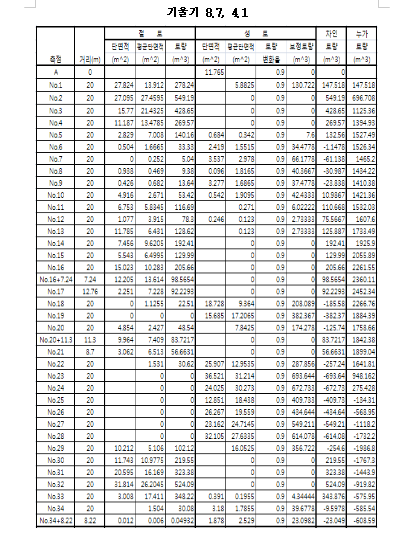 기울기 8.7, 4.1
절 토 성 토 차인 누가
단면적 평균단면적 토량 단면적 평균단면적 토량 보정토량 토량 토량
측점 거리(m) (m^2) (m^2) (m^3) (m^2) (m^2) 변화율 (m^3) (m^3) (m^3)
A 0 11.765 0.9 0 0
No.1 20 27.824 13.912 278.24 5.8825 0.9 130.722 147.518 147.518
No.2 20 27.095 27.4595 549.19 0 0.9 0 549.19 696.708
No.3 20 15.77 21.4325 428.65 0 0.9 0 428.65 1125.36
No.4 20 11.187 13.4785 269.57 0 0.9 0 269.57 1394.93
No.5 20 2.829 7.008 140.16 0.684 0.342 0.9 7.6 132.56 1527.49
No.6 20 0.504 1.6665 33.33 2.419 1.5515 0.9 34.4778 -1.1478 1526.34
No.7 20 0 0.252 5.04 3.537 2.978 0.9 66.1778 -61.138 1465.2
No.8 20 0.938 0.469 9.38 0.096 1.8165 0.9 40.3667 -30.987 1434.22
No.9 20 0.426 0.682 13.64 3.277 1.6865 0.9 37.4778 -23.838 1410.38
No.10 20 4.916 2.671 53.42 0.542 1.9095 0.9 42.4333 10.9867 1421.36
No.11 20 6.753 5.8345 116.69 0.271 0.9 6.02222 110.668 1532.03
No.12 20 1.077 3.915 78.3 0.246 0.123 0.9 2.73333 75.5667 1607.6
No.13 20 11.785 6.431 128.62 0.123 0.9 2.73333 125.887 1733.49
No.14 20 7.456 9.6205 192.41 0 0.9 0 192.41 1925.9
No.15 20 5.543 6.4995 129.99 0 0.9 0 129.99 2055.89
No.16 20 15.023 10.283 205.66 0 0.9 0 205.66 2261.55
No.16+7.24 7.24 12.205 13.614 98.5654 0 0.9 0 98.5654 2360.11
No.17 12.76 2.251 7.228 92.2293 0 0.9 0 92.2293 2452.34
No.18 20 0 1.1255 22.51 18.728 9.364 0.9 208.089 -185.58 2266.76
No.19 20 0 0 0 15.685 17.2065 0.9 382.367 -382.37 1884.39
No.20 20 4.854 2.427 48.54 7.8425 0.9 174.278 -125.74 1758.66
No.20+11.3 11.3 9.964 7.409 83.7217 0 0.9 0 83.7217 1842.38
No.21 8.7 3.062 6.513 56.6631 0 0.9 0 56.6631 1899.04
No.22 20 1.531 30.62 25.907 12.9535 0.9 287.856 -257.24 1641.81
No.23 20 0 0 36.521 31.214 0.9 693.644 -693.64 948.162
No.24 20 0 0 24.025 30.273 0.9 672.733 -672.73 275.428
No.25 20 0 0 12.851 18.438 0.9 409.733 -409.73 -134.31
No.26 20 0 0 26.267 19.559 0.9 434.644 -434.64 -568.95
No.27 20 0 0 23.162 24.7145 0.9 549.211 -549.21 -1118.2
No.28 20 0 0 32.105 27.6335 0.9 614.078 -614.08 -1732.2
No.29 20 10.212 5.106 102.12 16.0525 0.9 356.722 -254.6 -1986.8
No.30 20 11.743 10.9775 219.55 0 0.9 0 219.55 -1767.3
No.31 20 20.595 16.169 323.38 0 0.9 0 323.38 -1443.9
No.32 20 31.814 26.2045 524.09 0 0.9 0 524.09 -919.82
No.33 20 3.008 17.411 348.22 0.391 0.1955 0.9 4.34444 343.876 -575.95
No.34 20 1.504 30.08 3.18 1.7855 0.9 39.6778 -9.5978 -585.54
No.34+8.22 8.22 0.012 0.006 0.04932 1.878 2.529 0.9 23.0982 -23.049 -608.59